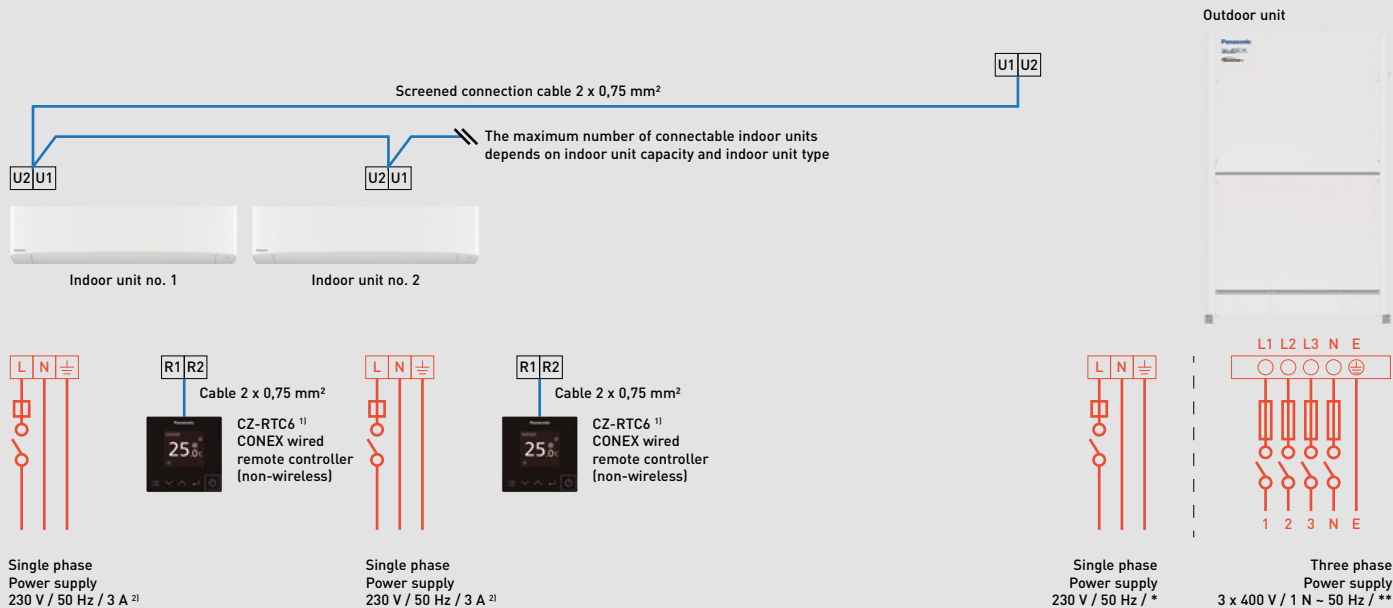 Outdoor unit
Panasonic
U1 U2
Screened connection cable 2 x 0,75 mm²
The maximum number of connectable indoor units
depends on indoor unit capacity and indoor unit type
U2 U1
U2 U1
Indoor unit no. 1
Indoor unit no. 2
L N
R1 R2
Cable 2 x 0,75 mm²
Panasonic
25.0c
CZ-RTC6 ¹⁾
CONEX wired
remote controller
(non-wireless)
L N
R1 R2
Cable 2 x 0,75 mm²
Panasonic
25.0c
CZ-RTC6 ¹⁾
CONEX wired
remote controller
(non-wireless)
L N
L1 L2 L3 N E
1 2 3 N E
Single phase
Power supply
230 V / 50 Hz / 3 A ²⁾
Single phase
Power supply
230 V / 50 Hz / 3 A ²⁾
Single phase
Power supply
230 V / 50 Hz / *
Three phase
Power supply
3 x 400 V / 1 N ~ 50 Hz / **